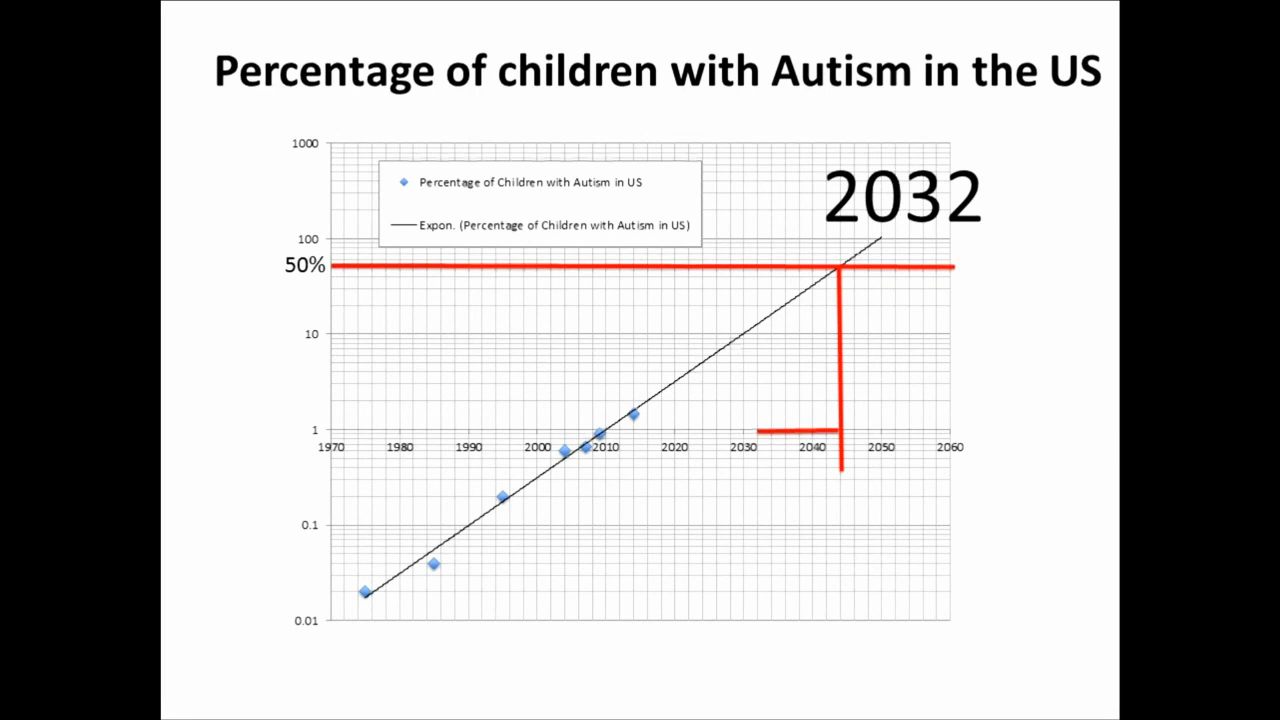 Percentage of children with Autism in the US
1000
2032
Percentage of Children with Autism in US
Expon. (Percentage of Children with Autism in US)
100
50%
10
1
1970 1980 1990 2000 2010 2020 2030 2040 2050 2060
0.1
0.01